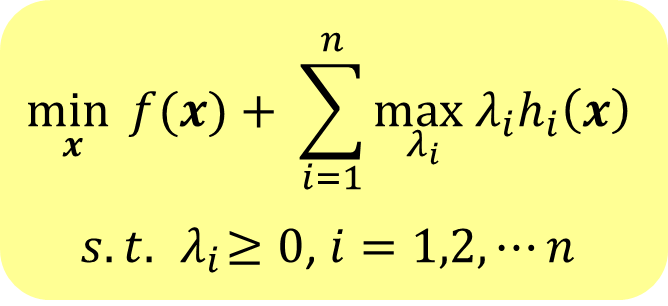 min_𝒙 f(𝒙) + ∑_{i=1}^{n} max_{λ_i} λ_i h_i(𝒙)
s.t. λ_i ≥ 0, i = 1,2,⋯n